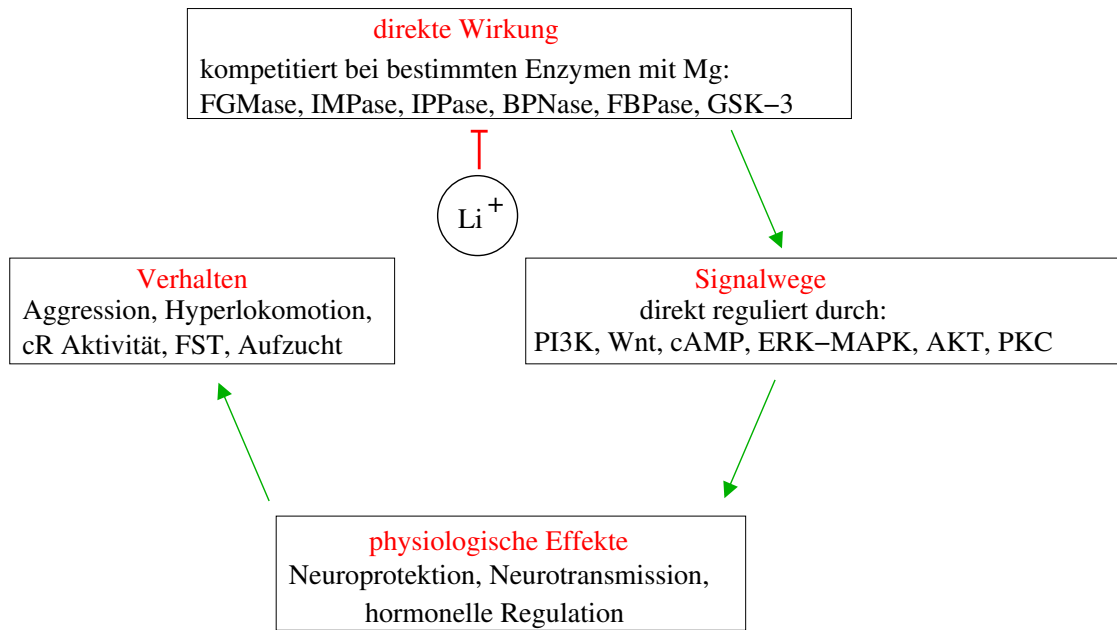 direkte Wirkung
kompetitiert bei bestimmten Enzymen mit Mg:
FGMase, IMPase, IPPase, BPNase, FBPase, GSK−3
Li+
Verhalten
Aggression, Hyperlokomotion,
cR Aktivität, FST, Aufzucht
Signalwege
direkt reguliert durch:
PI3K, Wnt, cAMP, ERK−MAPK, AKT, PKC
physiologische Effekte
Neuroprotektion, Neurotransmission,
hormonelle Regulation